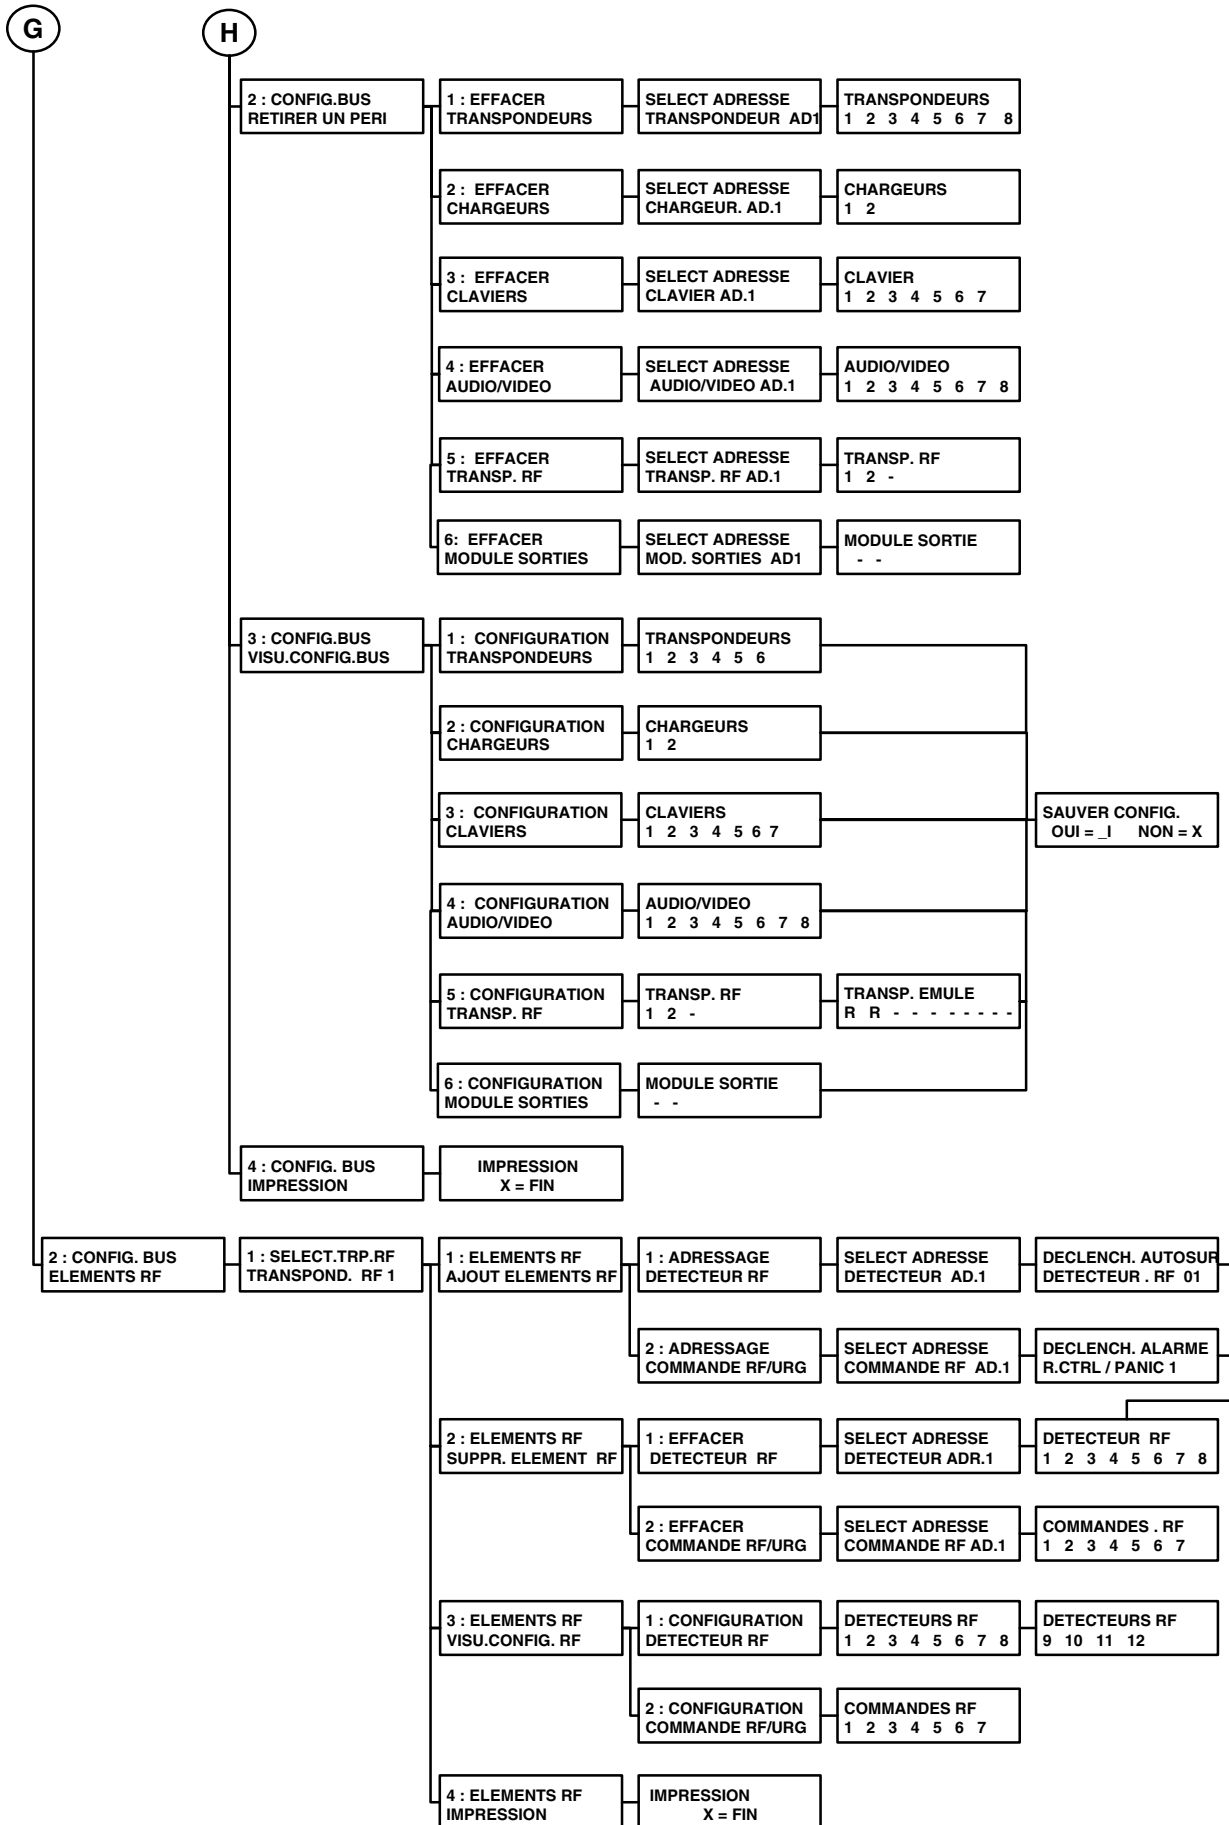 G
H
2 : CONFIG.BUS
RETIRER UN PERI
1 : EFFACER
TRANSPONDEURS
SELECT ADRESSE
TRANSPONDEUR AD1
TRANSPONDEURS
1 2 3 4 5 6 7 8
2 : EFFACER
CHARGEURS
SELECT ADRESSE
CHARGEUR. AD.1
CHARGEURS
1 2
3 : EFFACER
CLAVIERS
SELECT ADRESSE
CLAVIER AD.1
CLAVIER
1 2 3 4 5 6 7
4 : EFFACER
AUDIO/VIDEO
SELECT ADRESSE
AUDIO/VIDEO AD.1
AUDIO/VIDEO
1 2 3 4 5 6 7 8
5 : EFFACER
TRANSP. RF
SELECT ADRESSE
TRANSP. RF AD.1
TRANSP. RF
1 2 -
6: EFFACER
MODULE SORTIES
SELECT ADRESSE
MOD. SORTIES AD1
MODULE SORTIE
- -
3 : CONFIG.BUS
VISU.CONFIG.BUS
1 : CONFIGURATION
TRANSPONDEURS
TRANSPONDEURS
1 2 3 4 5 6
2 : CONFIGURATION
CHARGEURS
CHARGEURS
1 2
3 : CONFIGURATION
CLAVIERS
CLAVIERS
1 2 3 4 5 6 7
SAUVER CONFIG.
OUI = _I NON = X
4 : CONFIGURATION
AUDIO/VIDEO
AUDIO/VIDEO
1 2 3 4 5 6 7 8
5 : CONFIGURATION
TRANSP. RF
TRANSP. RF
1 2 -
TRANSP. EMULE
R R - - - - - - - -
6 : CONFIGURATION
MODULE SORTIES
MODULE SORTIE
- -
4 : CONFIG. BUS
IMPRESSION
IMPRESSION
X = FIN
2 : CONFIG. BUS
ELEMENTS RF
1 : SELECT.TRP.RF
TRANSPOND. RF 1
1 : ELEMENTS RF
AJOUT ELEMENTS RF
1 : ADRESSAGE
DETECTEUR RF
SELECT ADRESSE
DETECTEUR AD.1
DECLENCH. AUTOSUR
DETECTEUR . RF 01
2 : ADRESSAGE
COMMANDE RF/URG
SELECT ADRESSE
COMMANDE RF AD.1
DECLENCH. ALARME
R.CTRL / PANIC 1
2 : ELEMENTS RF
SUPPR. ELEMENT RF
1 : EFFACER
DETECTEUR RF
SELECT ADRESSE
DETECTEUR ADR.1
DETECTEUR RF
1 2 3 4 5 6 7 8
2 : EFFACER
COMMANDE RF/URG
SELECT ADRESSE
COMMANDE RF AD.1
COMMANDES . RF
1 2 3 4 5 6 7
3 : ELEMENTS RF
VISU.CONFIG. RF
1 : CONFIGURATION
DETECTEUR RF
DETECTEURS RF
1 2 3 4 5 6 7 8
DETECTEURS RF
9 10 11 12
2 : CONFIGURATION
COMMANDE RF/URG
COMMANDES RF
1 2 3 4 5 6 7
4 : ELEMENTS RF
IMPRESSION
IMPRESSION
X = FIN